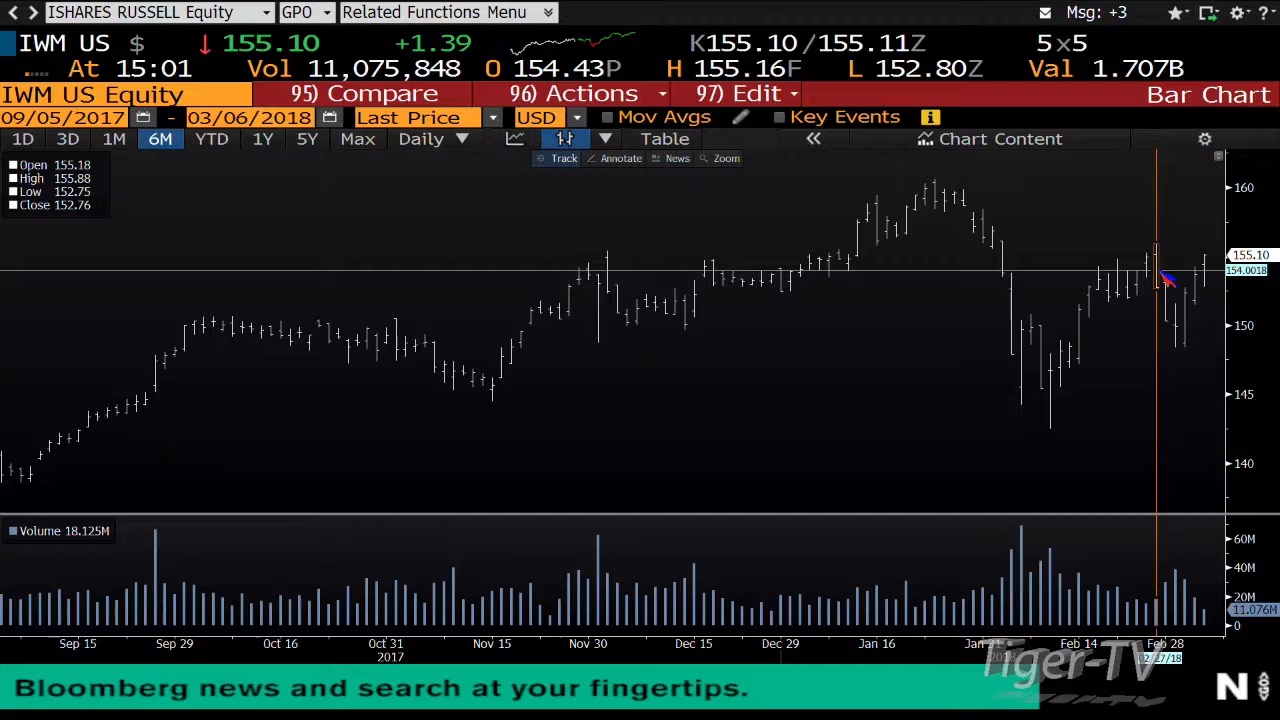 ISHARES RUSSELL Equity GPO Related Functions Menu Msg: +3
IWM US $ 155.10 +1.39 K155.10 /155.11Z 5x5
At 15:01 Vol 11,075,848 O 154.43P H 155.16F L 152.80Z Val 1.707B
IWM US Equity 95) Compare 96) Actions 97) Edit Bar Chart
09/05/2017 - 03/06/2018 Last Price USD Mov Avgs Key Events
1D 3D 1M 6M YTD 1Y 5Y Max Daily Table Chart Content
Track Annotate News Zoom
Open 155.18
High 155.88
Low 152.75
Close 152.76
160
155.10
154.0018
150
145
140
Volume 18.125M
60M
40M
20M
11.076M
0
Sep 15 Sep 29 Oct 16 Oct 31 Nov 15 Nov 30 Dec 15 Dec 29 Jan 16 Feb 14 Feb 28
2017 2018
Tiger-TV
Bloomberg news and search at your fingertips.